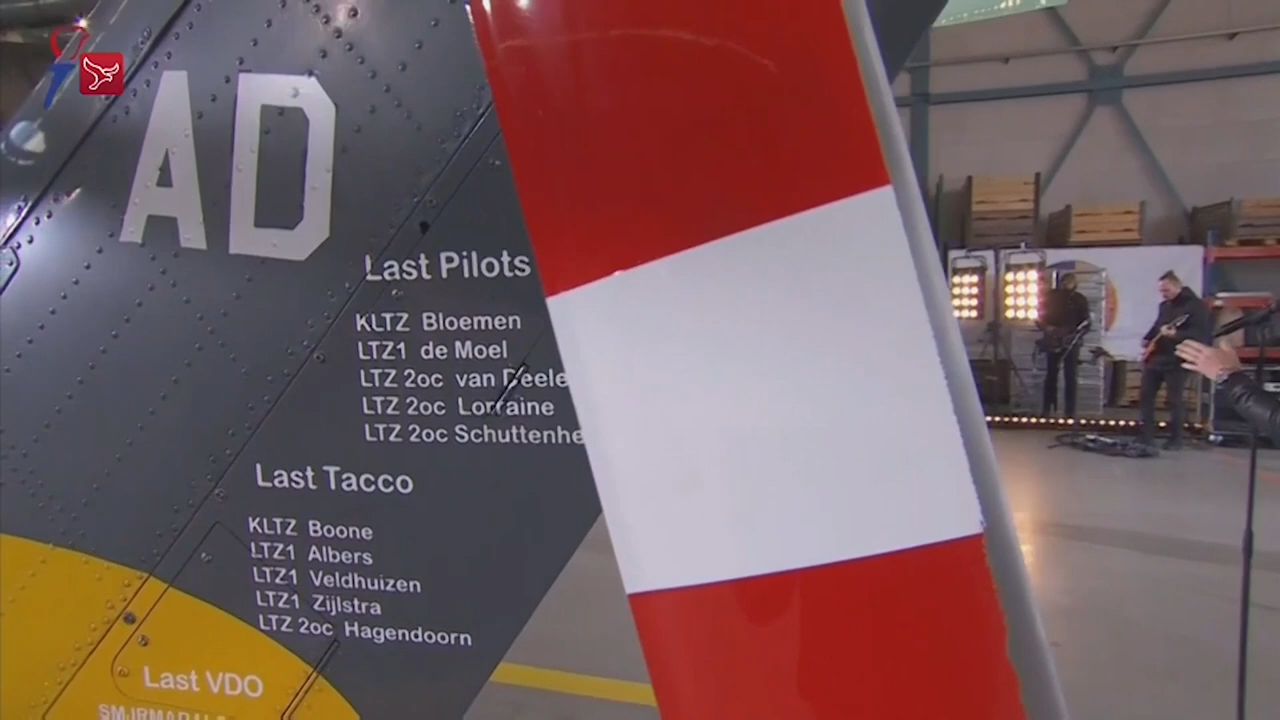 AD
Last Pilots
KLTZ Bloemen
LTZ1 de Moel
LTZ 2oc van
LTZ 2oc Lorraine
LTZ 2oc
Last Tacco
KLTZ Boone
LTZ1 Albers
LTZ1 Veldhuizen
LTZ1 Zijlstra
LTZ 2oc Hagendoorn
Last VDO